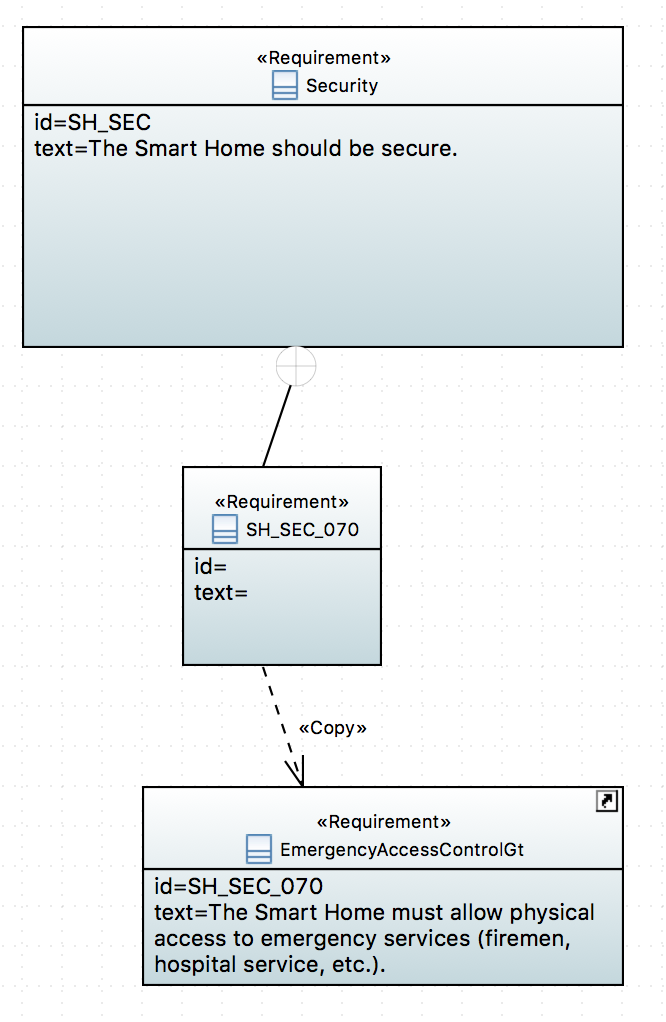 «Requirement»
Security
id=SH_SEC
text=The Smart Home should be secure.
«Requirement»
SH_SEC_070
id=
text=
«Copy»
«Requirement»
EmergencyAccessControlGt
id=SH_SEC_070
text=The Smart Home must allow physical
access to emergency services (firemen,
hospital service, etc.).